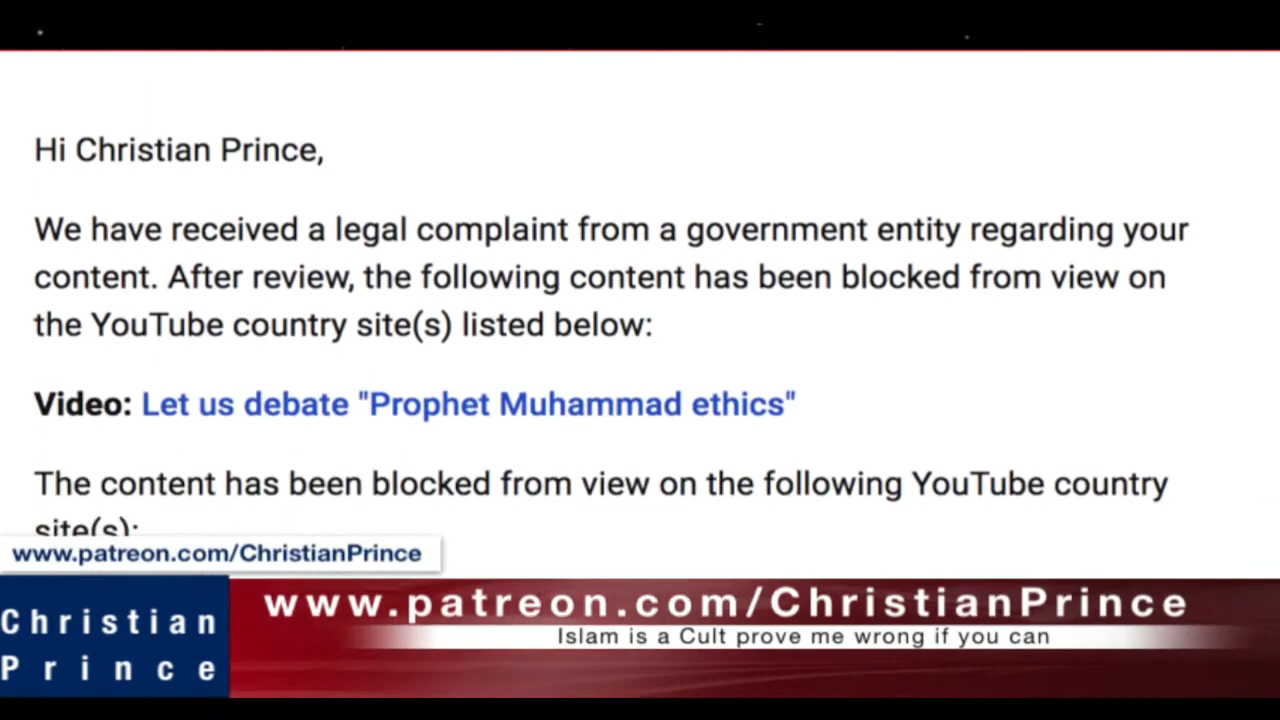 Hi Christian Prince,
We have received a legal complaint from a government entity regarding your
content. After review, the following content has been blocked from view on
the YouTube country site(s) listed below:
Video: Let us debate "Prophet Muhammad ethics"
The content has been blocked from view on the following YouTube country
site(s):
www.patreon.com/ChristianPrince
www.patreon.com/ChristianPrince
Islam is a Cult prove me wrong if you can
Christian
Prince